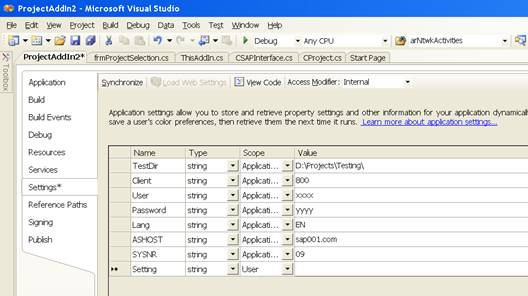 ProjectAddIn2 - Microsoft Visual Studio
File Edit View Project Build Debug Data Tools Test Window Help
Debug Any CPU arNtwkActivities
Toolbox
ProjectAddIn2* frmProjectSelection.cs ThisAddIn.cs CSAPInterface.cs CProject.cs Start Page
Application
Build
Build Events
Debug
Resources
Services
Settings*
Reference Paths
Signing
Publish
Synchronize Load Web Settings View Code Access Modifier: Internal
Application settings allow you to store and retrieve property settings and other information for your application dynamicall
save a user's color preferences, then retrieve them the next time it runs. Learn more about application settings...
Name Type Scope Value
TestDir string Applicati... D:\Projects\Testing\
Client string Applicati... 800
User string Applicati... xxxx
Password string Applicati... yyyy
Lang string Applicati... EN
ASHOST string Applicati... sap001.com
SYSNR string Applicati... 09
Setting string User